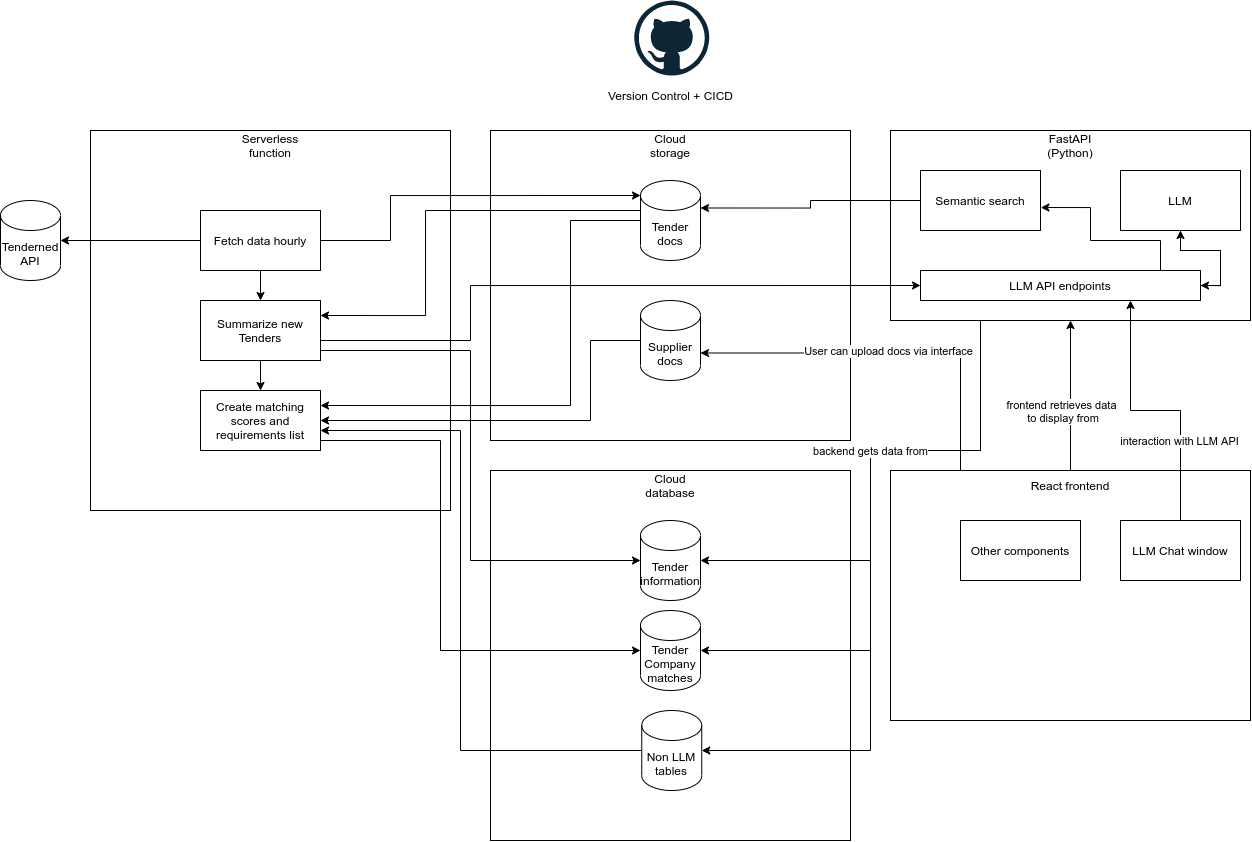 Version Control + CICD
Serverless
function
Cloud
storage
FastAPI
(Python)
Tenderned
API
Fetch data hourly
Summarize new
Tenders
Create matching
scores and
requirements list
Tender
docs
Supplier
docs
Semantic search
LLM
LLM API endpoints
User can upload docs via interface
frontend retrieves data
to display from
interaction with LLM API
backend gets data from
Cloud
database
Tender
information
Tender
Company
matches
Non LLM
tables
React frontend
Other components
LLM Chat window